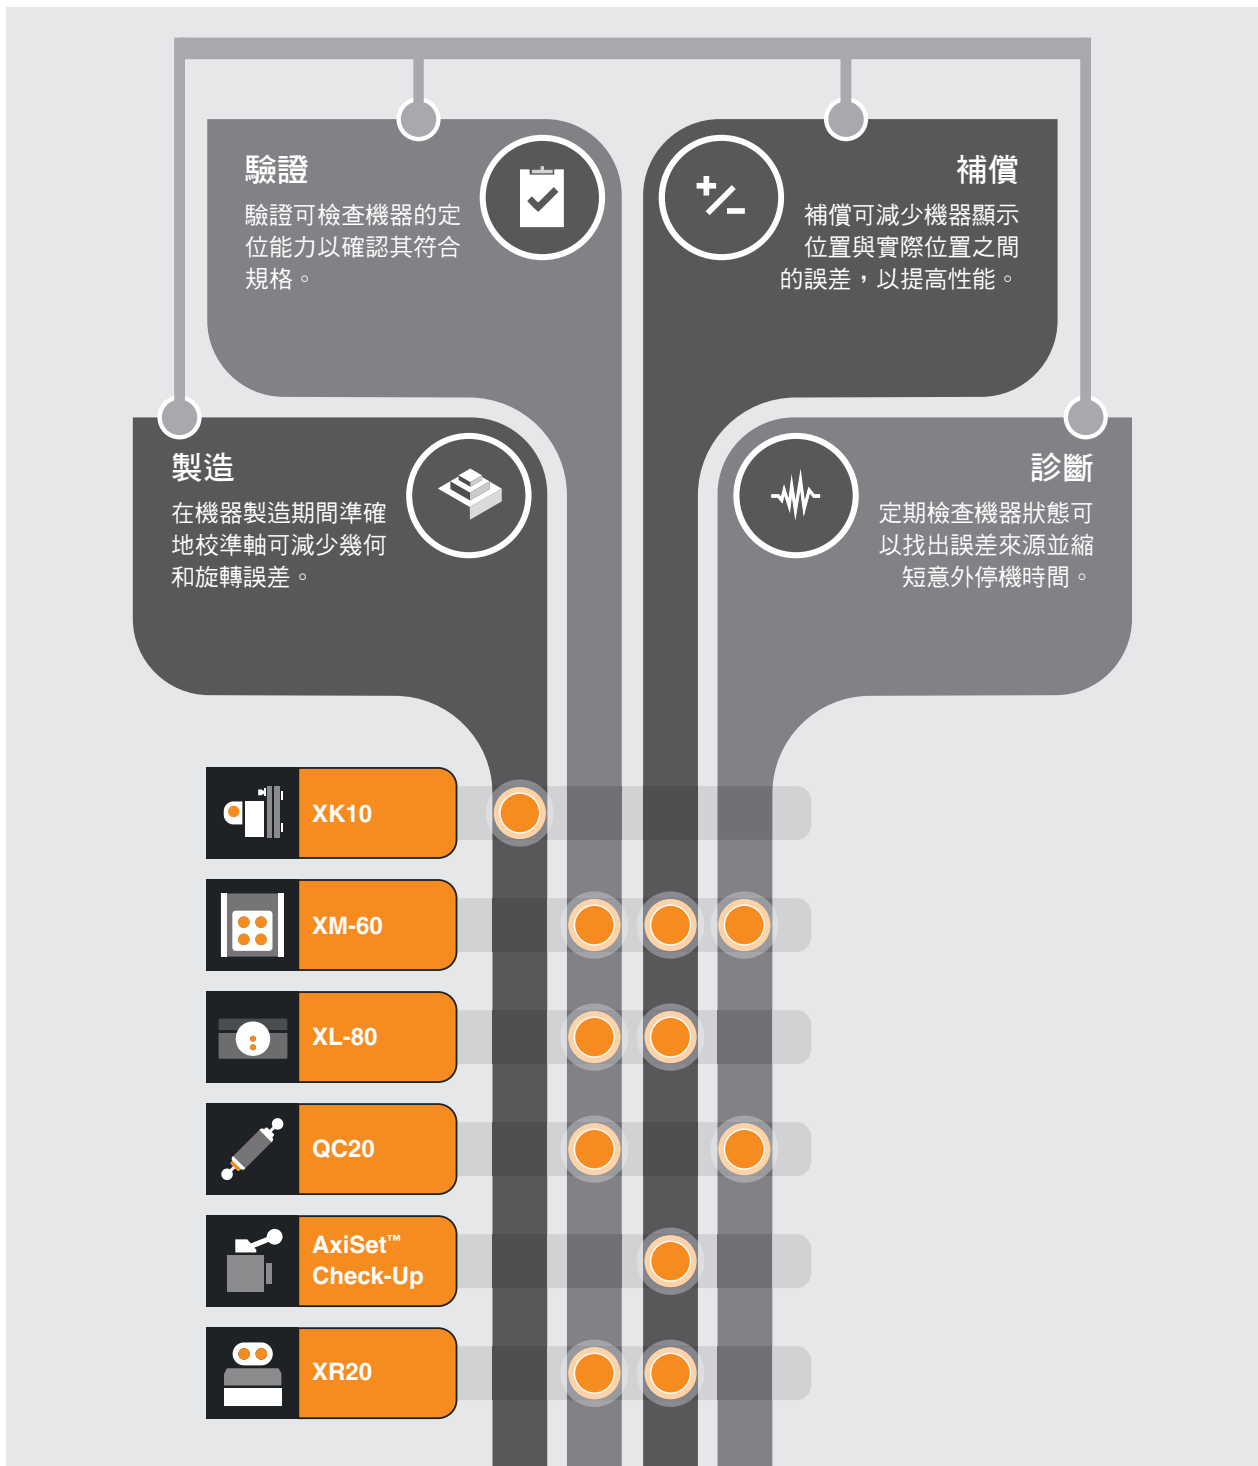 驗證
驗證可檢查機器的定
位能力以確認其符合
規格。
補償
補償可減少機器顯示
位置與實際位置之間
的誤差，以提高性能。
製造
在機器製造期間準確
地校準軸可減少幾何
和旋轉誤差。
診斷
定期檢查機器狀態可
以找出誤差來源並縮
短意外停機時間。
XK10
XM-60
XL-80
QC20
AxiSet™
Check-Up
XR20